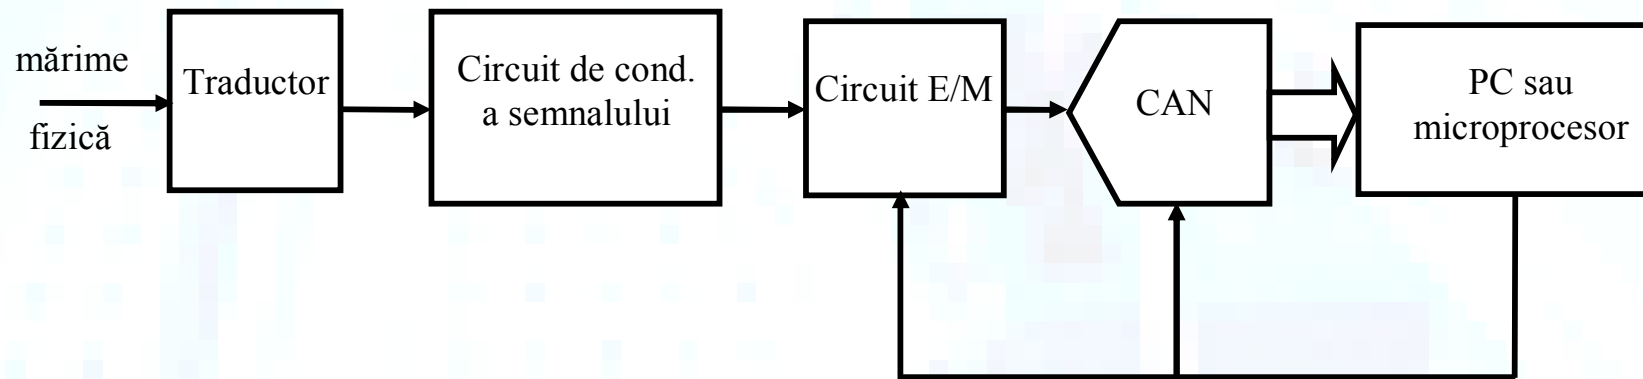 mărime
fizică
Traductor
Circuit de cond.
a semnalului
Circuit E/M
CAN
PC sau
microprocesor